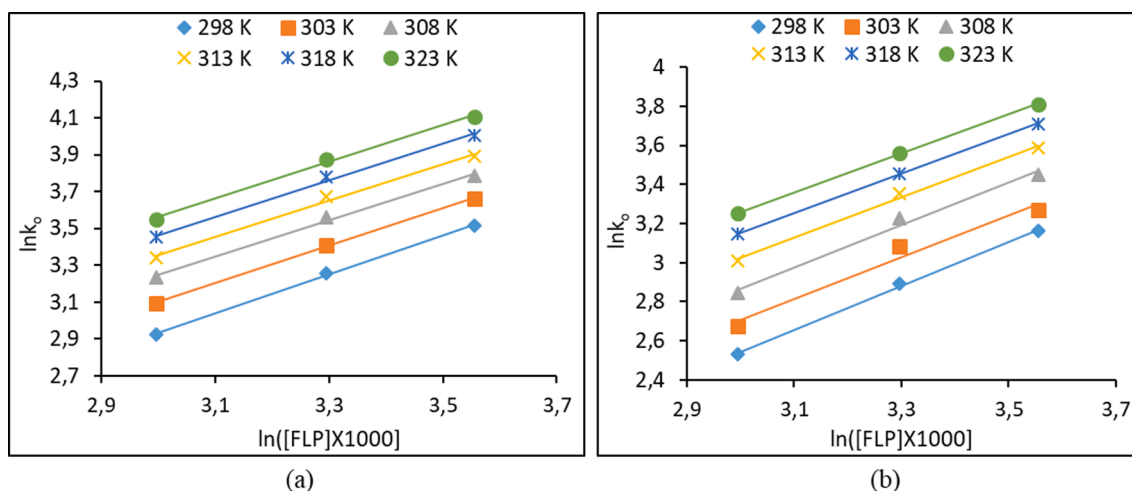 298 K 303 K 308 K
313 K 318 K 323 K
4,3
4,1
3,9
3,7
3,5
3,3
3,1
2,9
2,7
lnkₒ
2,9 3,1 3,3 3,5 3,7
ln([FLP]X1000]
(a)
298 K 303 K 308 K
313 K 318 K 323 K
4
3,8
3,6
3,4
3,2
3
2,8
2,6
2,4
lnkₒ
2,9 3,1 3,3 3,5 3,7
ln([FLP]X1000]
(b)